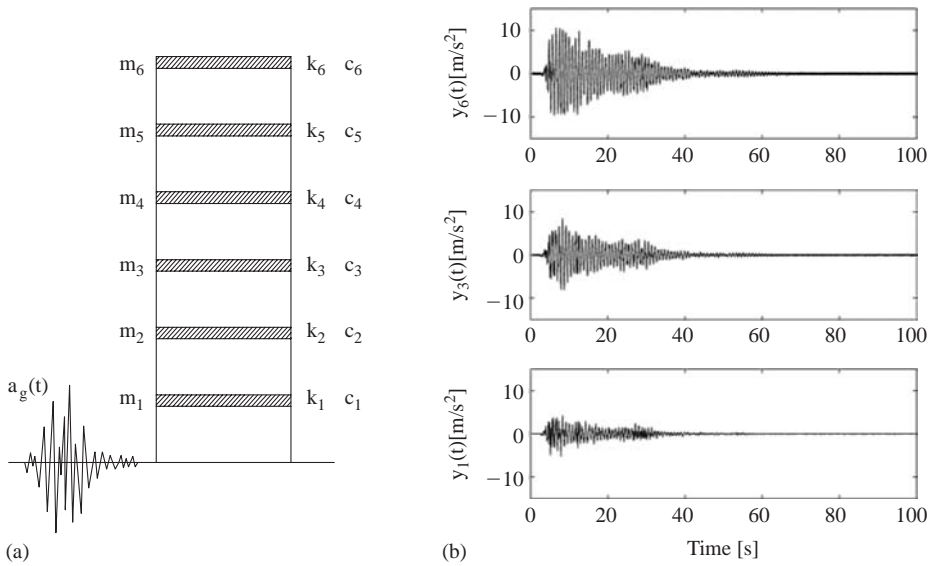 m₆ k₆ c₆
m₅ k₅ c₅
m₄ k₄ c₄
m₃ k₃ c₃
m₂ k₂ c₂
a_g(t)
m₁ k₁ c₁
(a)
y₆(t)[m/s²]
10
0
−10
0 20 40 60 80 100
y₃(t)[m/s²]
10
0
−10
0 20 40 60 80 100
y₁(t)[m/s²]
10
0
−10
0 20 40 60 80 100
(b)
Time [s]